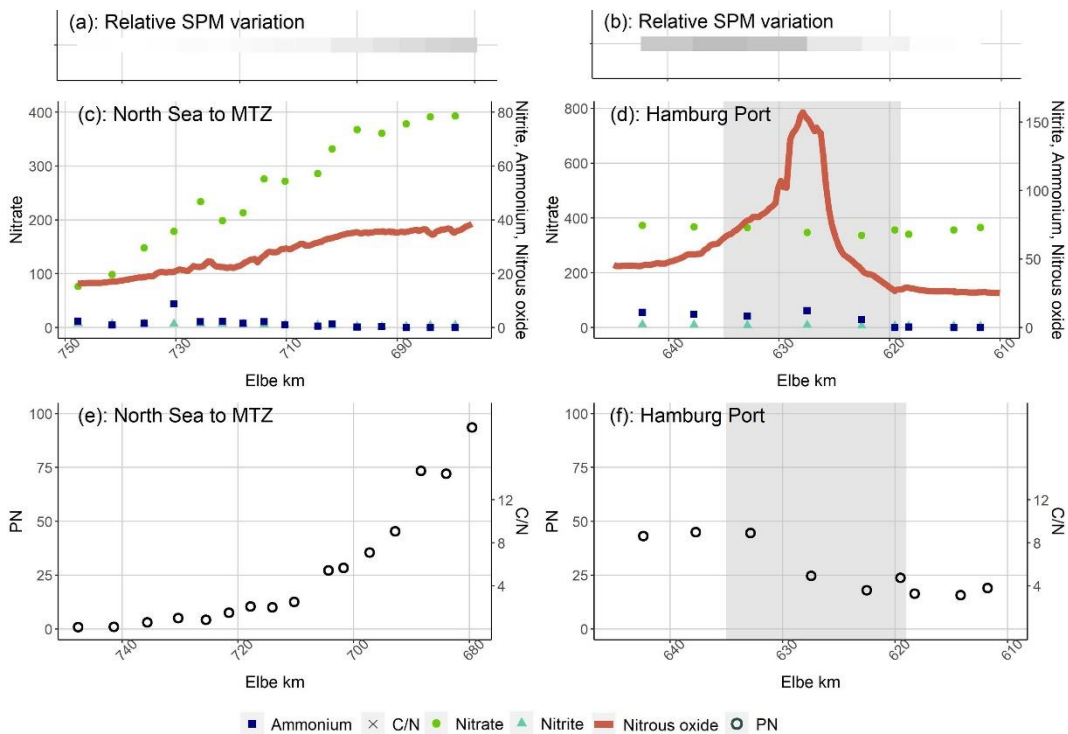 (a): Relative SPM variation
(b): Relative SPM variation
(c): North Sea to MTZ
400
300
200
100
0
Nitrate
80
60
40
20
0
Nitrite, Ammonium, Nitrous oxide
750
730
710
690
Elbe km
(d): Hamburg Port
800
600
400
200
0
Nitrate
150
100
50
0
Nitrite, Ammonium, Nitrous oxide
640
630
620
610
Elbe km
(e): North Sea to MTZ
100
75
50
25
0
PN
12
8
4
C/N
740
720
700
680
Elbe km
(f): Hamburg Port
100
75
50
25
0
PN
12
8
4
C/N
640
630
620
610
Elbe km
Ammonium C/N Nitrate Nitrite Nitrous oxide PN